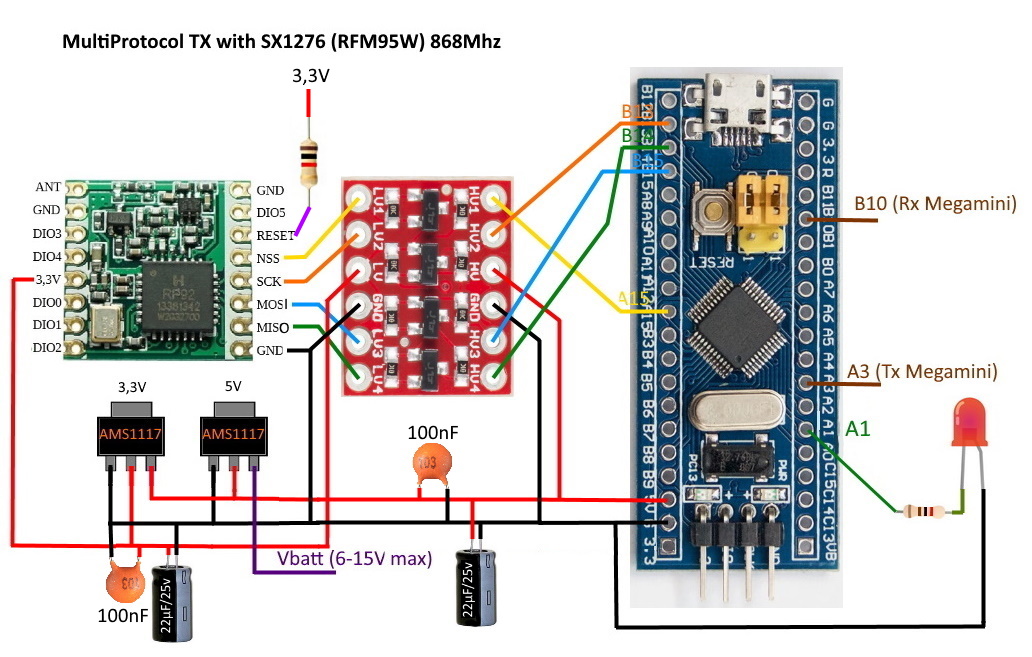 MultiProtocol TX with SX1276 (RFM95W) 868Mhz
3,3V
ANT
GND
DIO3
DIO4
3,3V
DIO0
DIO1
DIO2
GND
DIO5
RESET
NSS
SCK
MOSI
MISO
GND
H
RF92
LV1
LV2
LV
GND
LV3
LV4
HV1
HV2
HV
GND
HV3
HV4
B13
B14
B15
A15
RESET
PC13
PWR
G
G
3.3
R
B11
B10
B1
B0
A7
A6
A5
A4
A3
A2
A1
A0
C15
C14
C13
VB
B12
B13
B14
B15
A8
A9
A10
A11
A12
A15
B3
B4
B5
B6
B7
B8
B9
5V
G
3.3
B10 (Rx Megamini)
A3 (Tx Megamini)
A1
3,3V
5V
AMS1117
AMS1117
100nF
103
Vbatt (6-15V max)
103
100nF
22µF/25v
22µF/25v